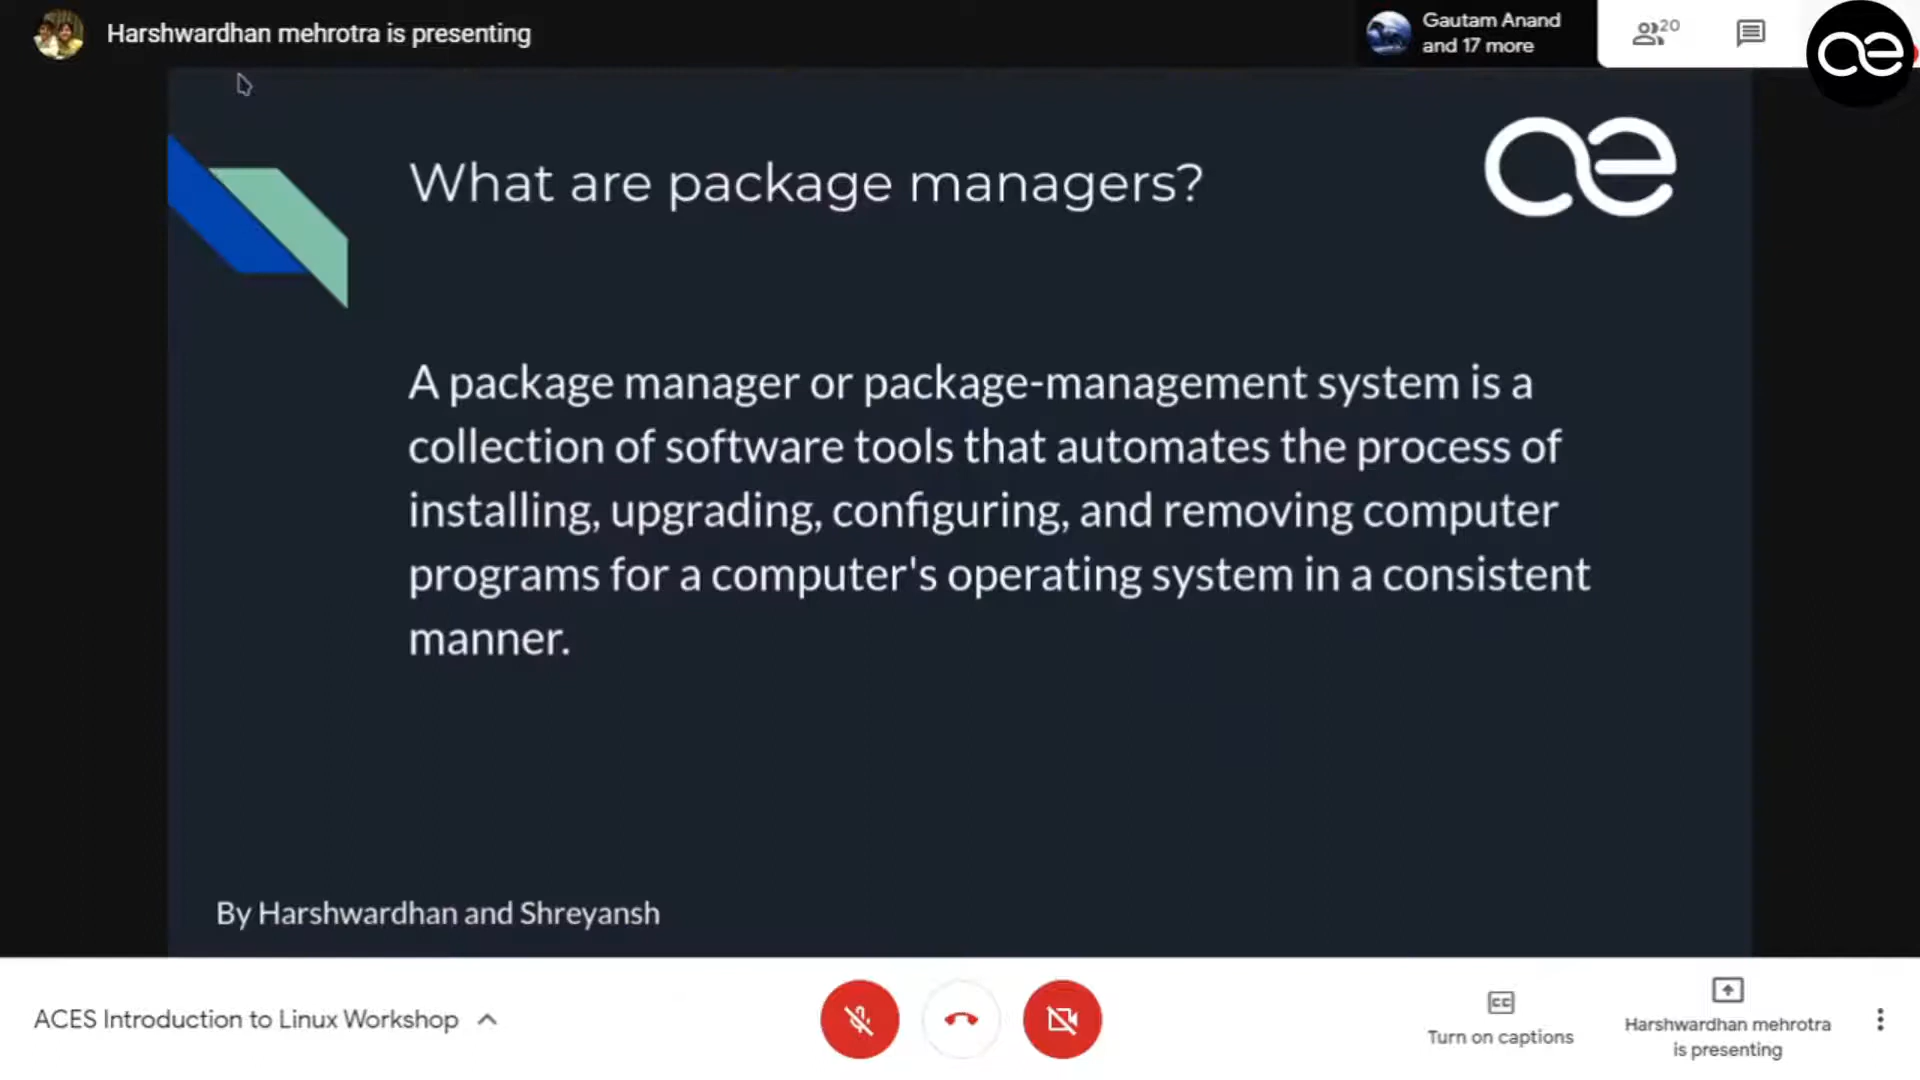 Harshwardhan mehrotra is presenting
Gautam Anand
and 17 more
20
What are package managers?
A package manager or package-management system is a
collection of software tools that automates the process of
installing, upgrading, configuring, and removing computer
programs for a computer's operating system in a consistent
manner.
By Harshwardhan and Shreyansh
ACES Introduction to Linux Workshop
CC
Turn on captions
Harshwardhan mehrotra
is presenting